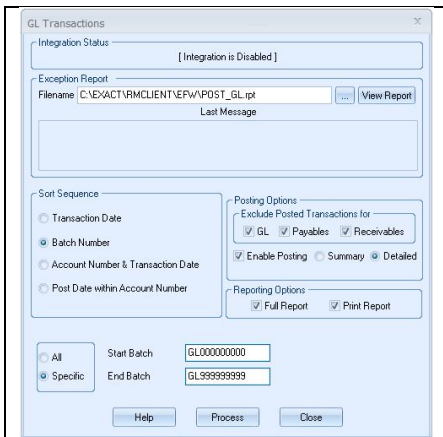 GL Transactions
Integration Status
[ Integration is Disabled ]
Exception Report
Filename C:\EXACT\RMCLIENT\EFW\POST_GL.rpt ... View Report
Last Message
Sort Sequence
Transaction Date
Batch Number
Account Number & Transaction Date
Post Date within Account Number
Posting Options
Exclude Posted Transactions for
GL Payables Receivables
Enable Posting Summary Detailed
Reporting Options
Full Report Print Report
All
Specific
Start Batch GL000000000
End Batch GL999999999
Help Process Close